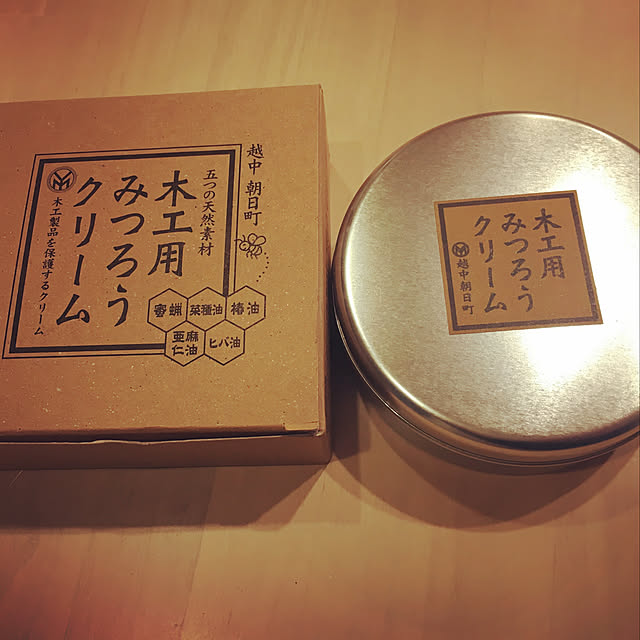 越中 朝日町
五つの天然素材
木工用
みつろう
クリーム
木工製品を保護するクリーム
蜜蝋
菜種油
椿油
亜麻
仁油
ヒバ油
木工用
みつろう
クリーム
越中 朝日町